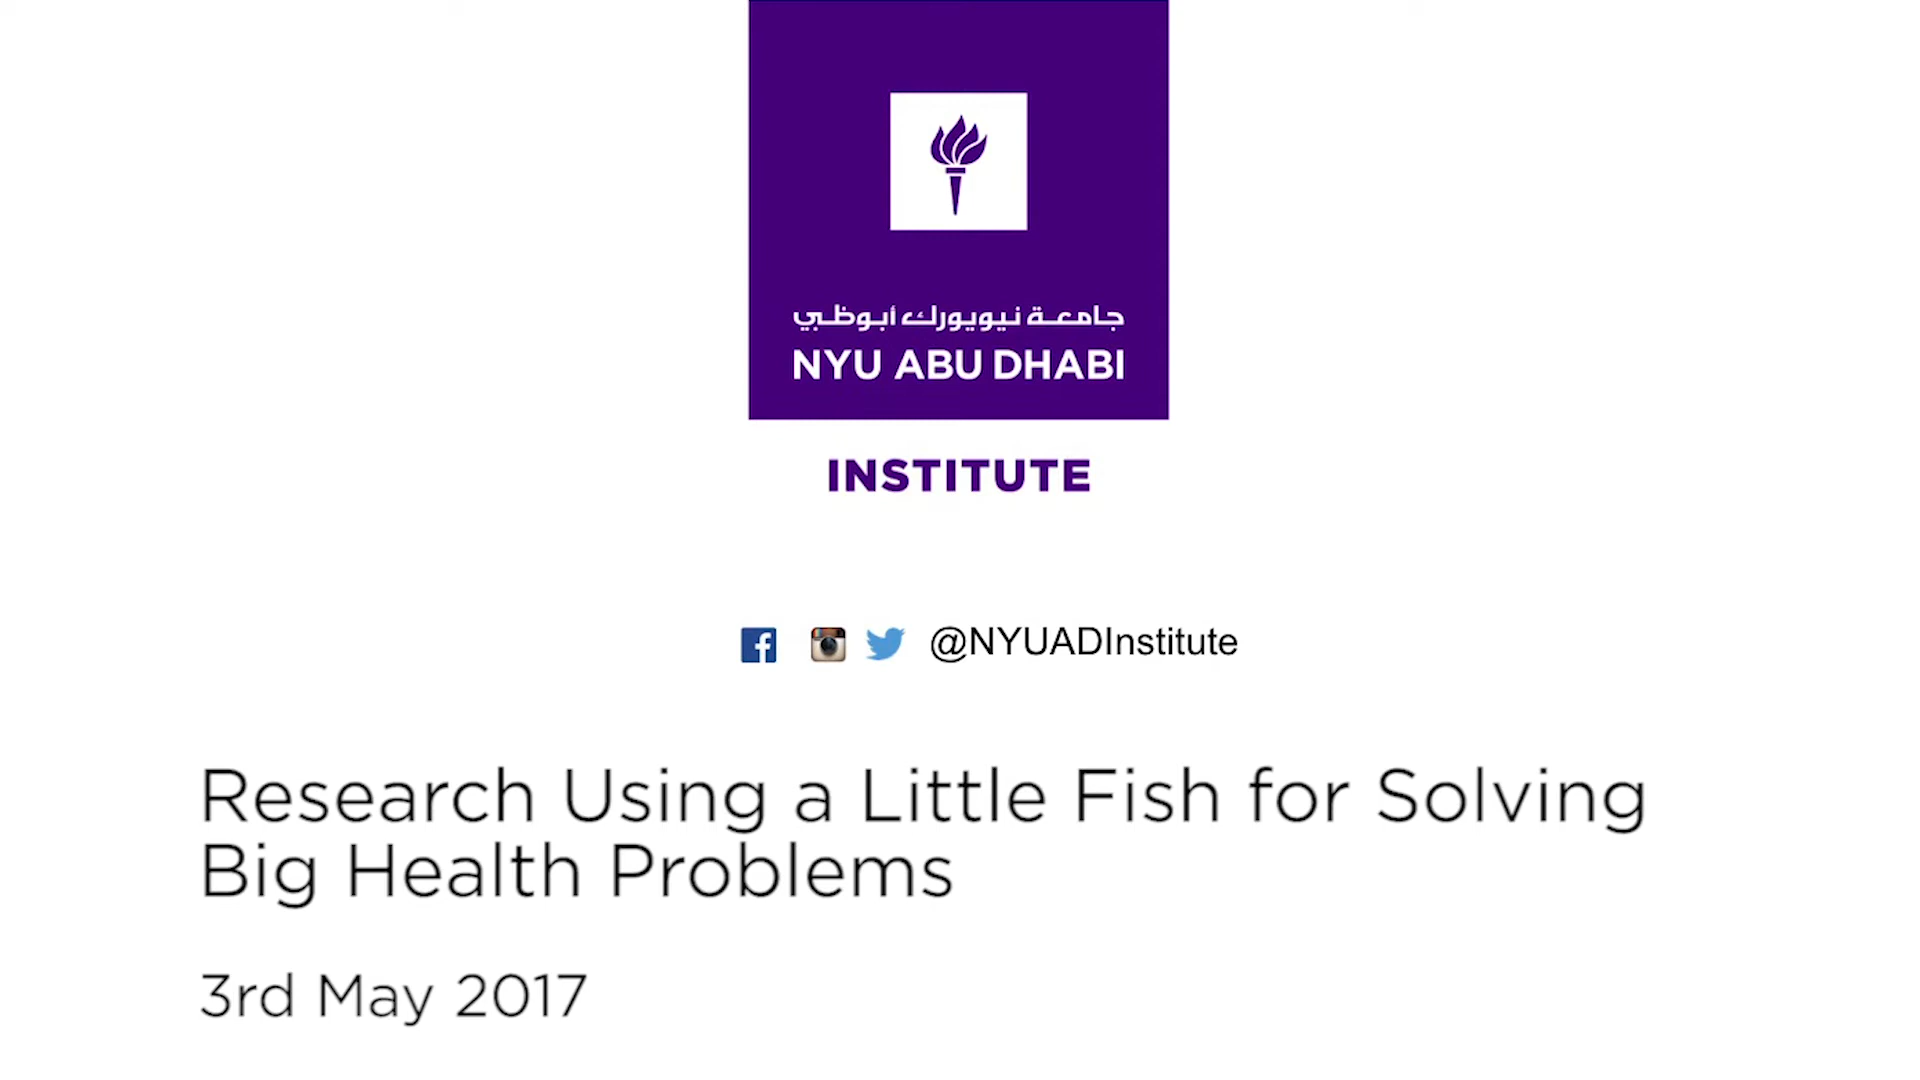 جامعة نيويورك أبوظبي
NYU ABU DHABI
INSTITUTE
@NYUADInstitute
Research Using a Little Fish for Solving
Big Health Problems
3rd May 2017